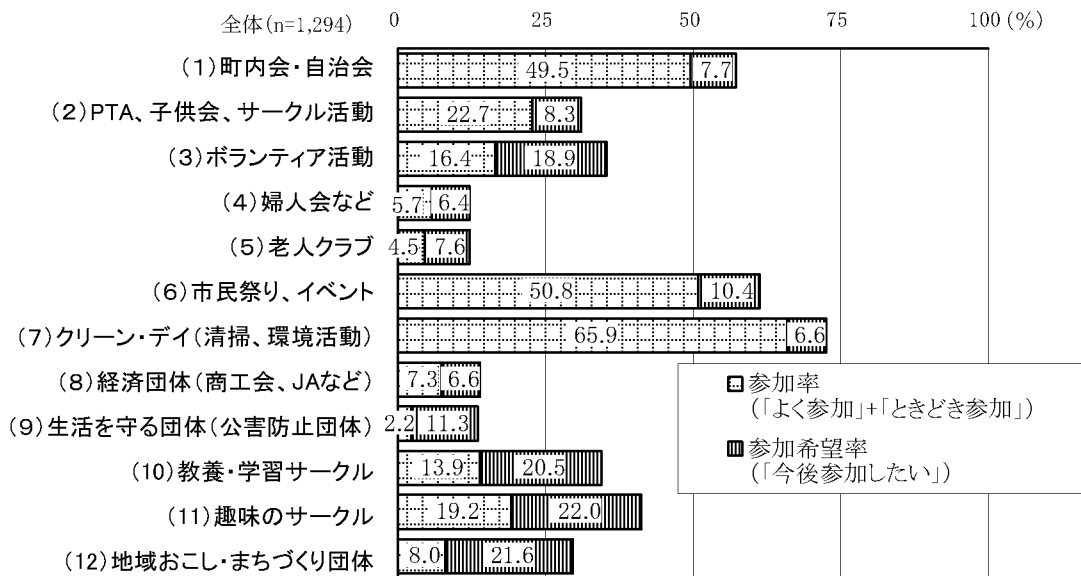 全体(n=1,294) 0 25 50 75 100 (%)
(1)町内会・自治会 49.5 7.7
(2)PTA、子供会、サークル活動 22.7 8.3
(3)ボランティア活動 16.4 18.9
(4)婦人会など 5.7 6.4
(5)老人クラブ 4.5 7.6
(6)市民祭り、イベント 50.8 10.4
(7)クリーン・デイ(清掃、環境活動) 65.9 6.6
(8)経済団体(商工会、JAなど) 7.3 6.6
(9)生活を守る団体(公害防止団体) 2.2 11.3
(10)教養・学習サークル 13.9 20.5
(11)趣味のサークル 19.2 22.0
(12)地域おこし・まちづくり団体 8.0 21.6
参加率
(「よく参加」+「ときどき参加」)
参加希望率
(「今後参加したい」)